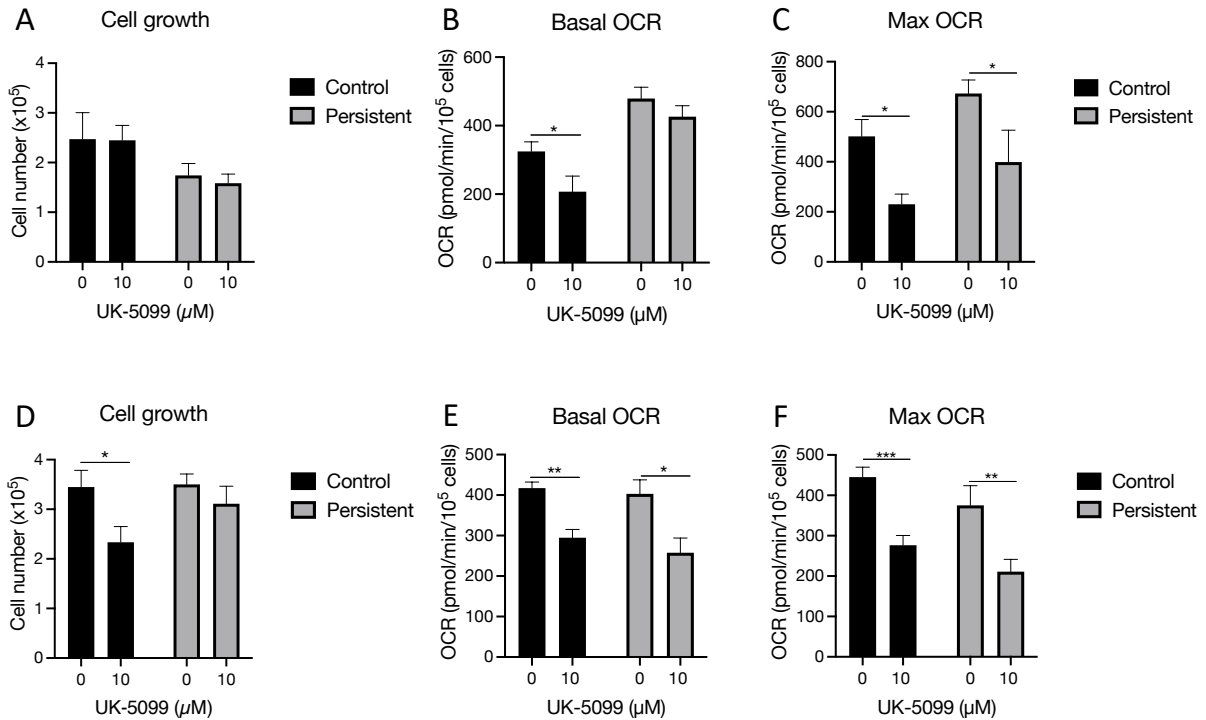 A
Cell growth
Cell number (x10⁵)
4
3
2
1
0
0 10
0 10
UK-5099 (µM)
Control
Persistent
B
Basal OCR
OCR (pmol/min/10⁵ cells)
600
400
200
0
*
0 10
0 10
UK-5099 (µM)
C
Max OCR
OCR (pmol/min/10⁵ cells)
800
600
400
200
0
*
*
0 10
0 10
UK-5099 (µM)
Control
Persistent
D
Cell growth
Cell number (x10⁵)
4
3
2
1
0
*
0 10
0 10
UK-5099 (µM)
Control
Persistent
E
Basal OCR
OCR (pmol/min/10⁵ cells)
500
400
300
200
100
0
**
*
0 10
0 10
UK-5099 (µM)
F
Max OCR
OCR (pmol/min/10⁵ cells)
500
400
300
200
100
0
***
**
0 10
0 10
UK-5099 (µM)
Control
Persistent